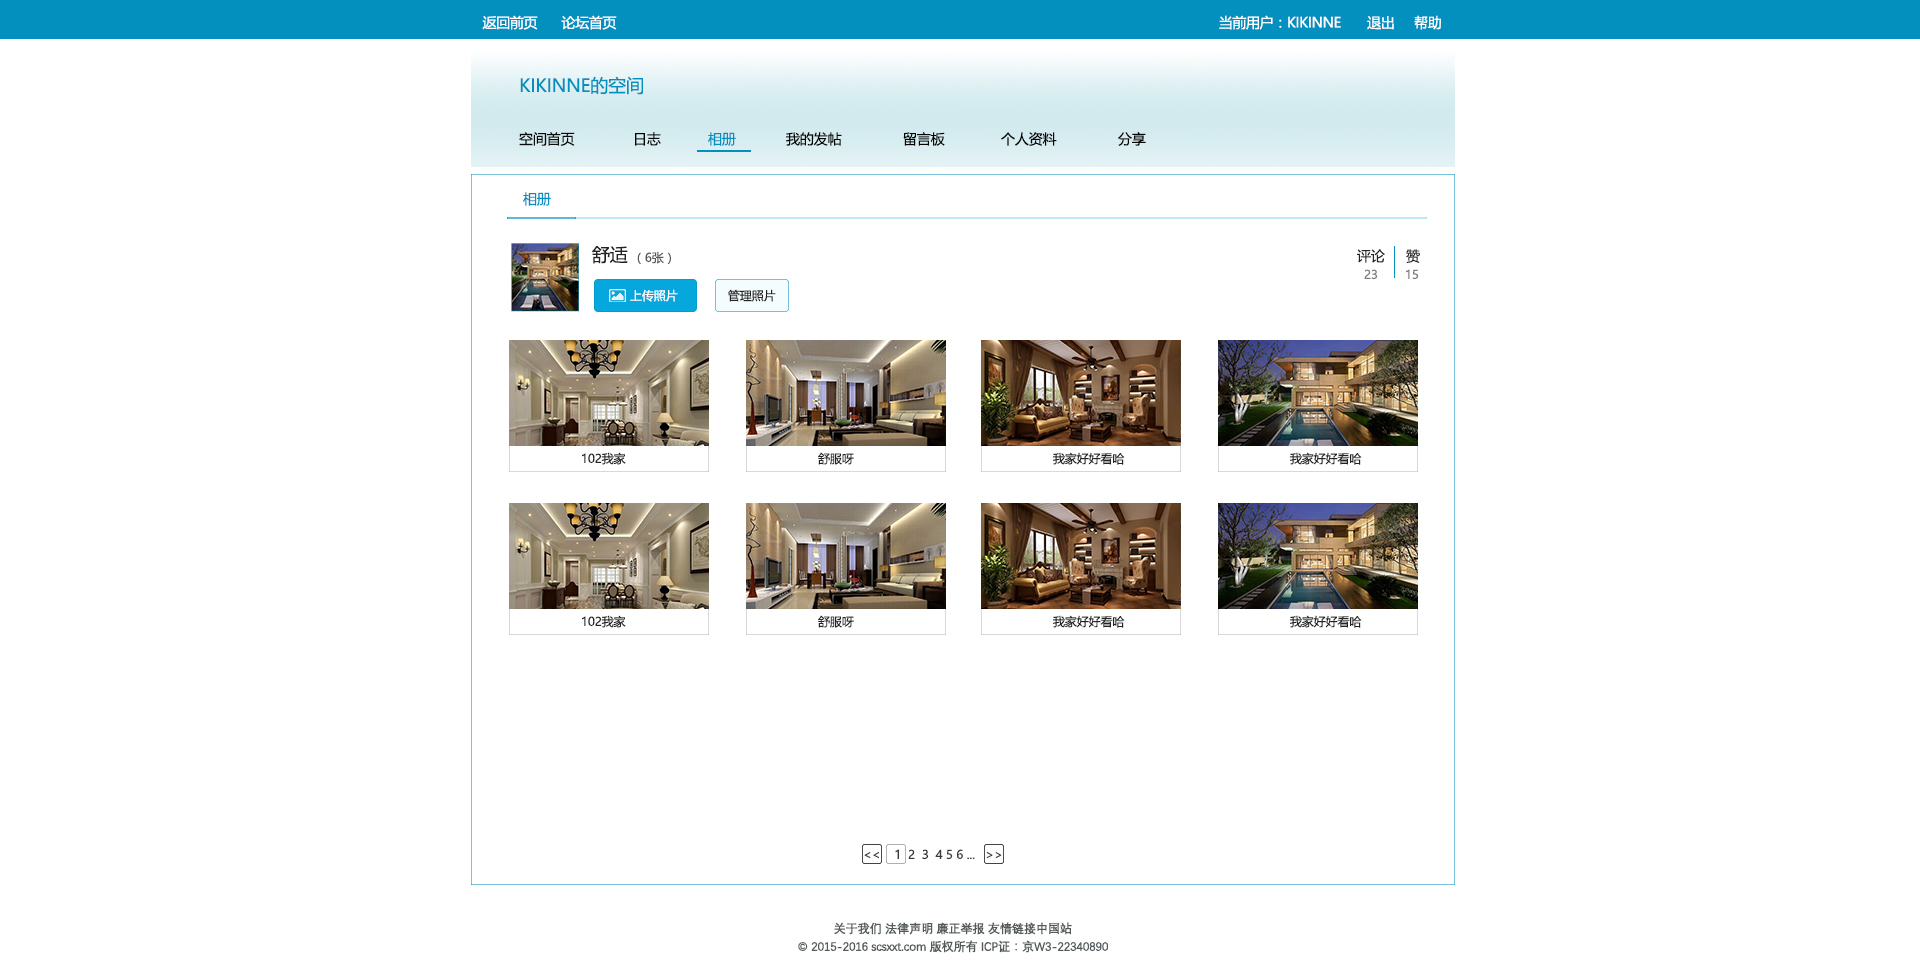 返回前页 论坛首页 当前用户：KIKINNE 退出 帮助
KIKINNE的空间
空间首页 日志 相册 我的发帖 留言板 个人资料 分享
相册
舒适 （6张） 评论 赞
23 15
上传照片 管理照片
102我家 舒服呀 我家好好看哈 我家好好看哈
102我家 舒服呀 我家好好看哈 我家好好看哈
<< 1 2 3 4 5 6 ... >>
关于我们 法律声明 廉正举报 友情链接中国站
© 2015-2016 scsxxt.com 版权所有 ICP证：京W3-22340890